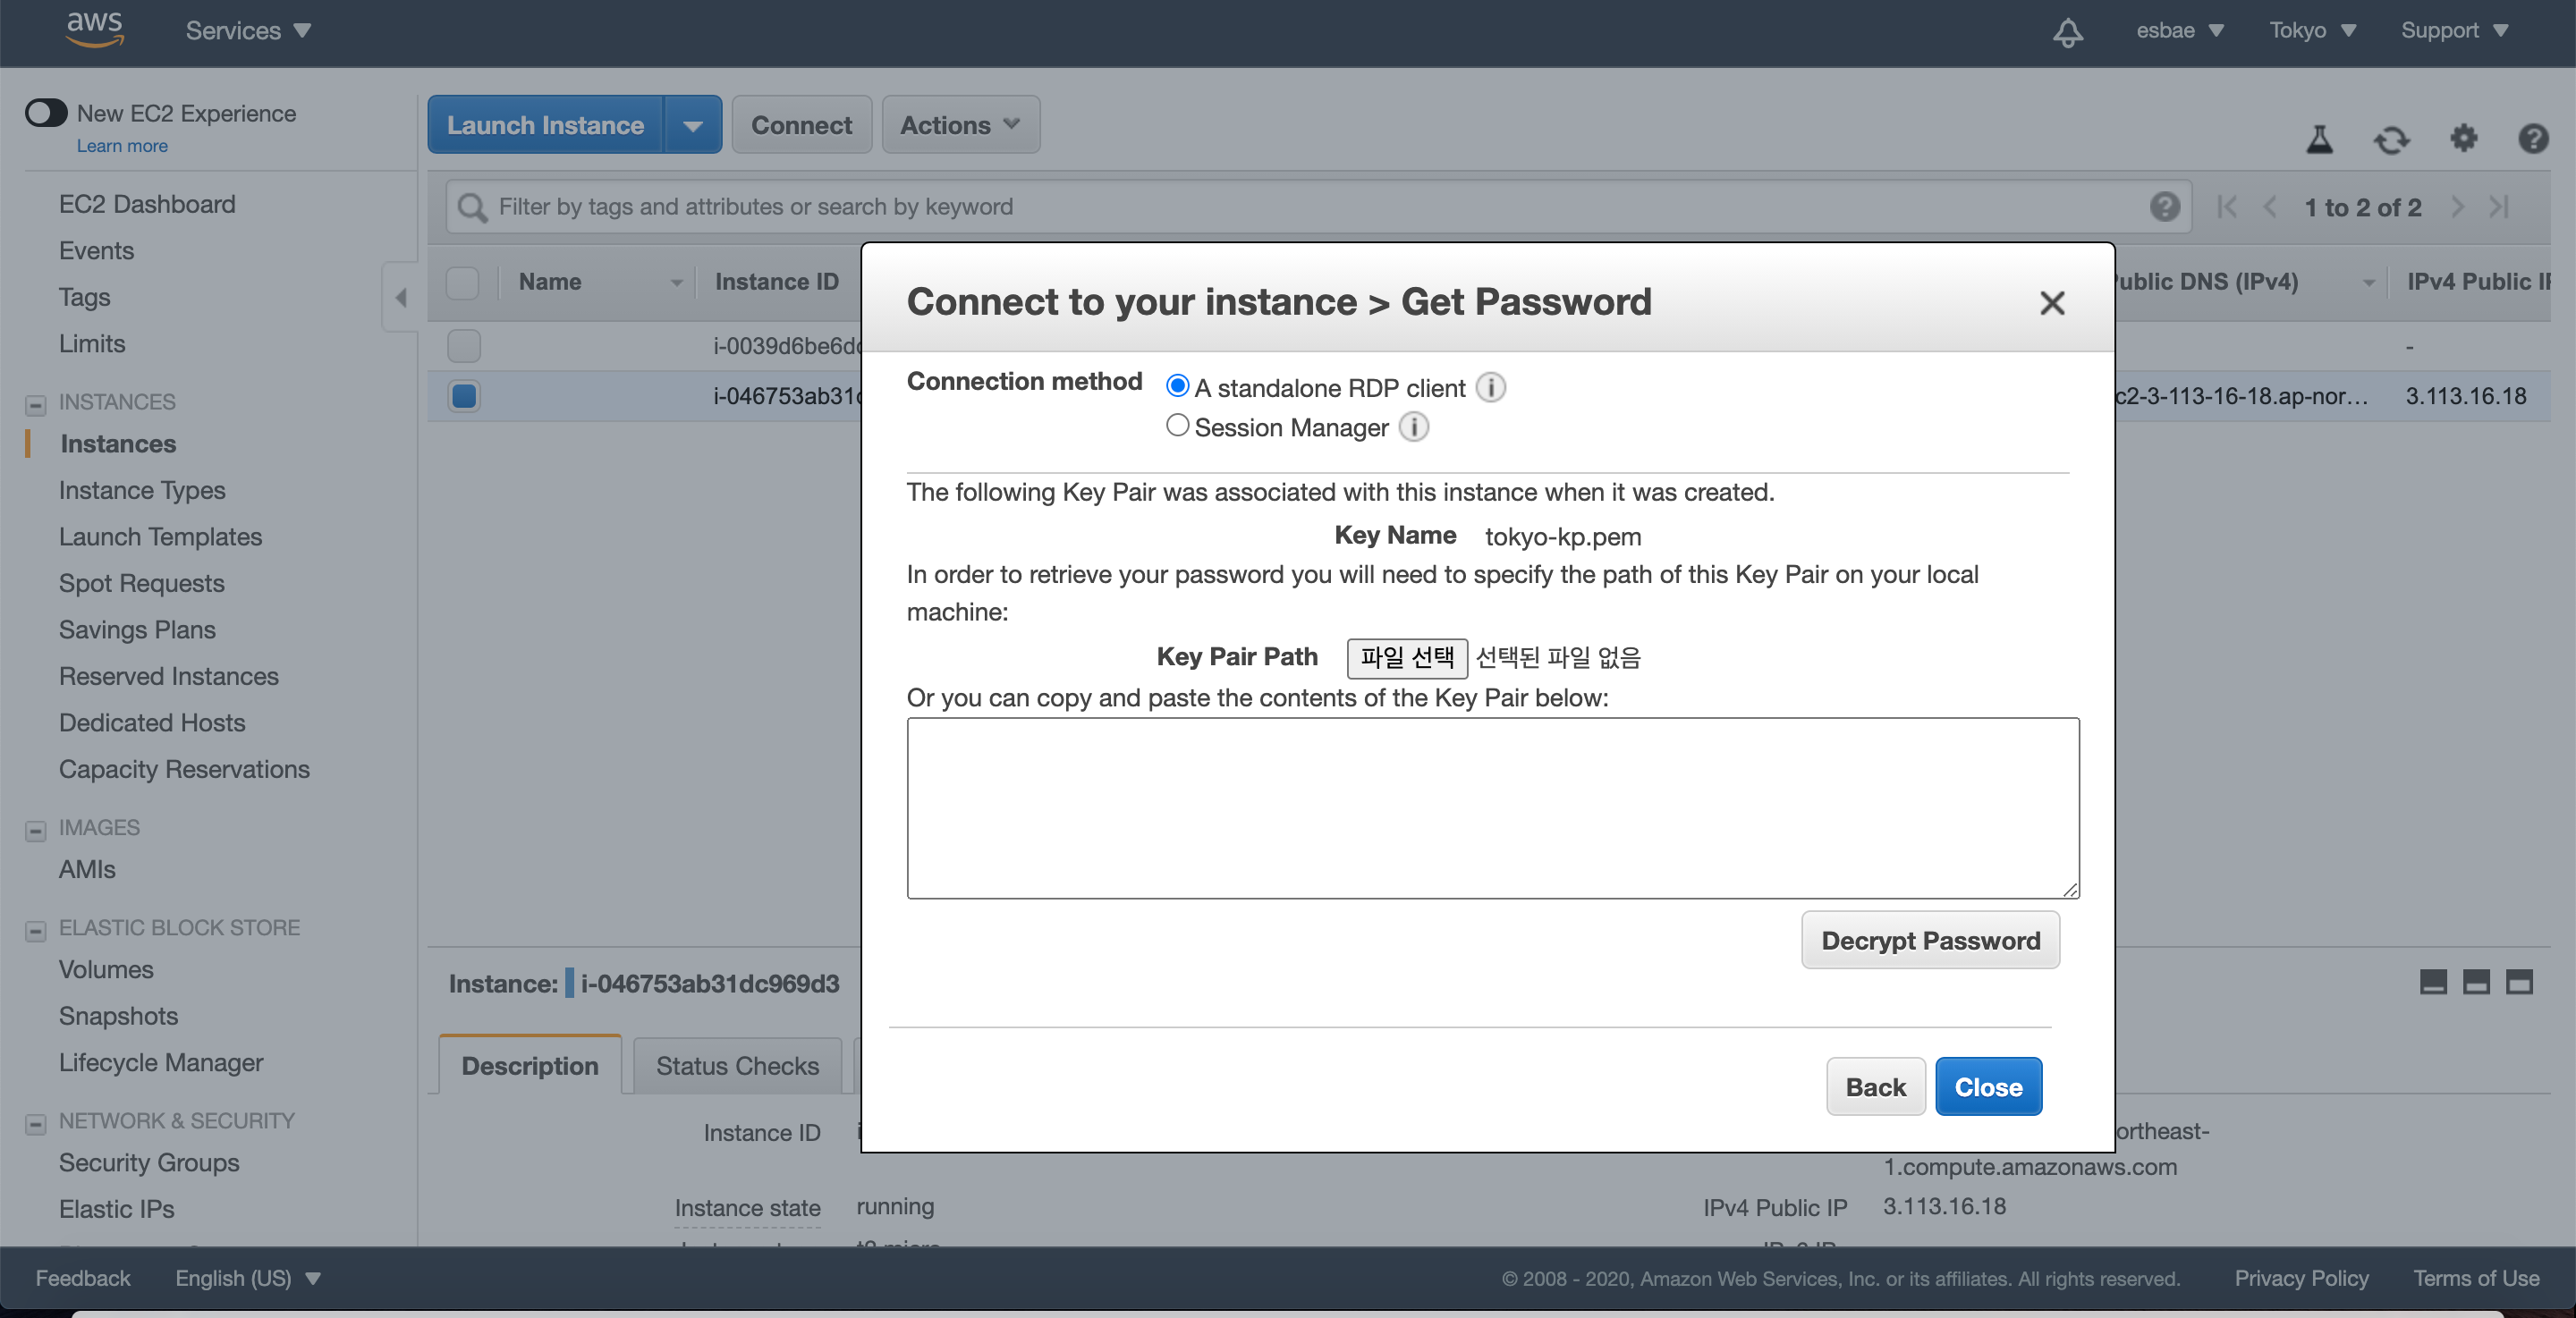 aws
Services
esbae
Tokyo
Support
New EC2 Experience
Learn more
Launch Instance
Connect
Actions
EC2 Dashboard
Events
Tags
Limits
INSTANCES
Instances
Instance Types
Launch Templates
Spot Requests
Savings Plans
Reserved Instances
Dedicated Hosts
Capacity Reservations
IMAGES
AMIs
ELASTIC BLOCK STORE
Volumes
Snapshots
Lifecycle Manager
NETWORK & SECURITY
Security Groups
Elastic IPs
Filter by tags and attributes or search by keyword
1 to 2 of 2
Name
Instance ID
Public DNS (IPv4)
IPv4 Public IP
i-0039d6be6dc
-
i-046753ab31c
c2-3-113-16-18.ap-nor...
3.113.16.18
Connect to your instance > Get Password
Connection method
A standalone RDP client
Session Manager
The following Key Pair was associated with this instance when it was created.
Key Name tokyo-kp.pem
In order to retrieve your password you will need to specify the path of this Key Pair on your local
machine:
Key Pair Path 파일 선택 선택된 파일 없음
Or you can copy and paste the contents of the Key Pair below:
Decrypt Password
Back
Close
Instance: i-046753ab31dc969d3
Description
Status Checks
Instance ID
ortheast-
1.compute.amazonaws.com
Instance state running
IPv4 Public IP 3.113.16.18
Feedback
English (US)
© 2008 - 2020, Amazon Web Services, Inc. or its affiliates. All rights reserved.
Privacy Policy
Terms of Use